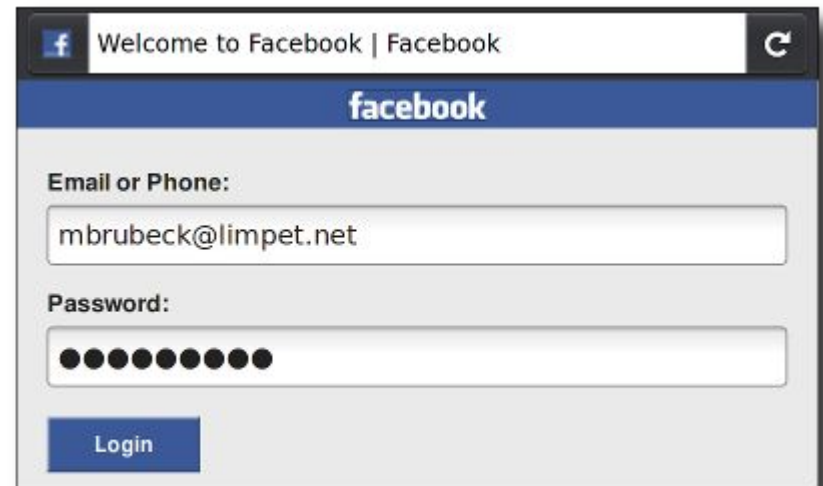 Welcome to Facebook | Facebook
facebook
Email or Phone:
mbrubeck@limpet.net
Password:
●●●●●●●●●
Login